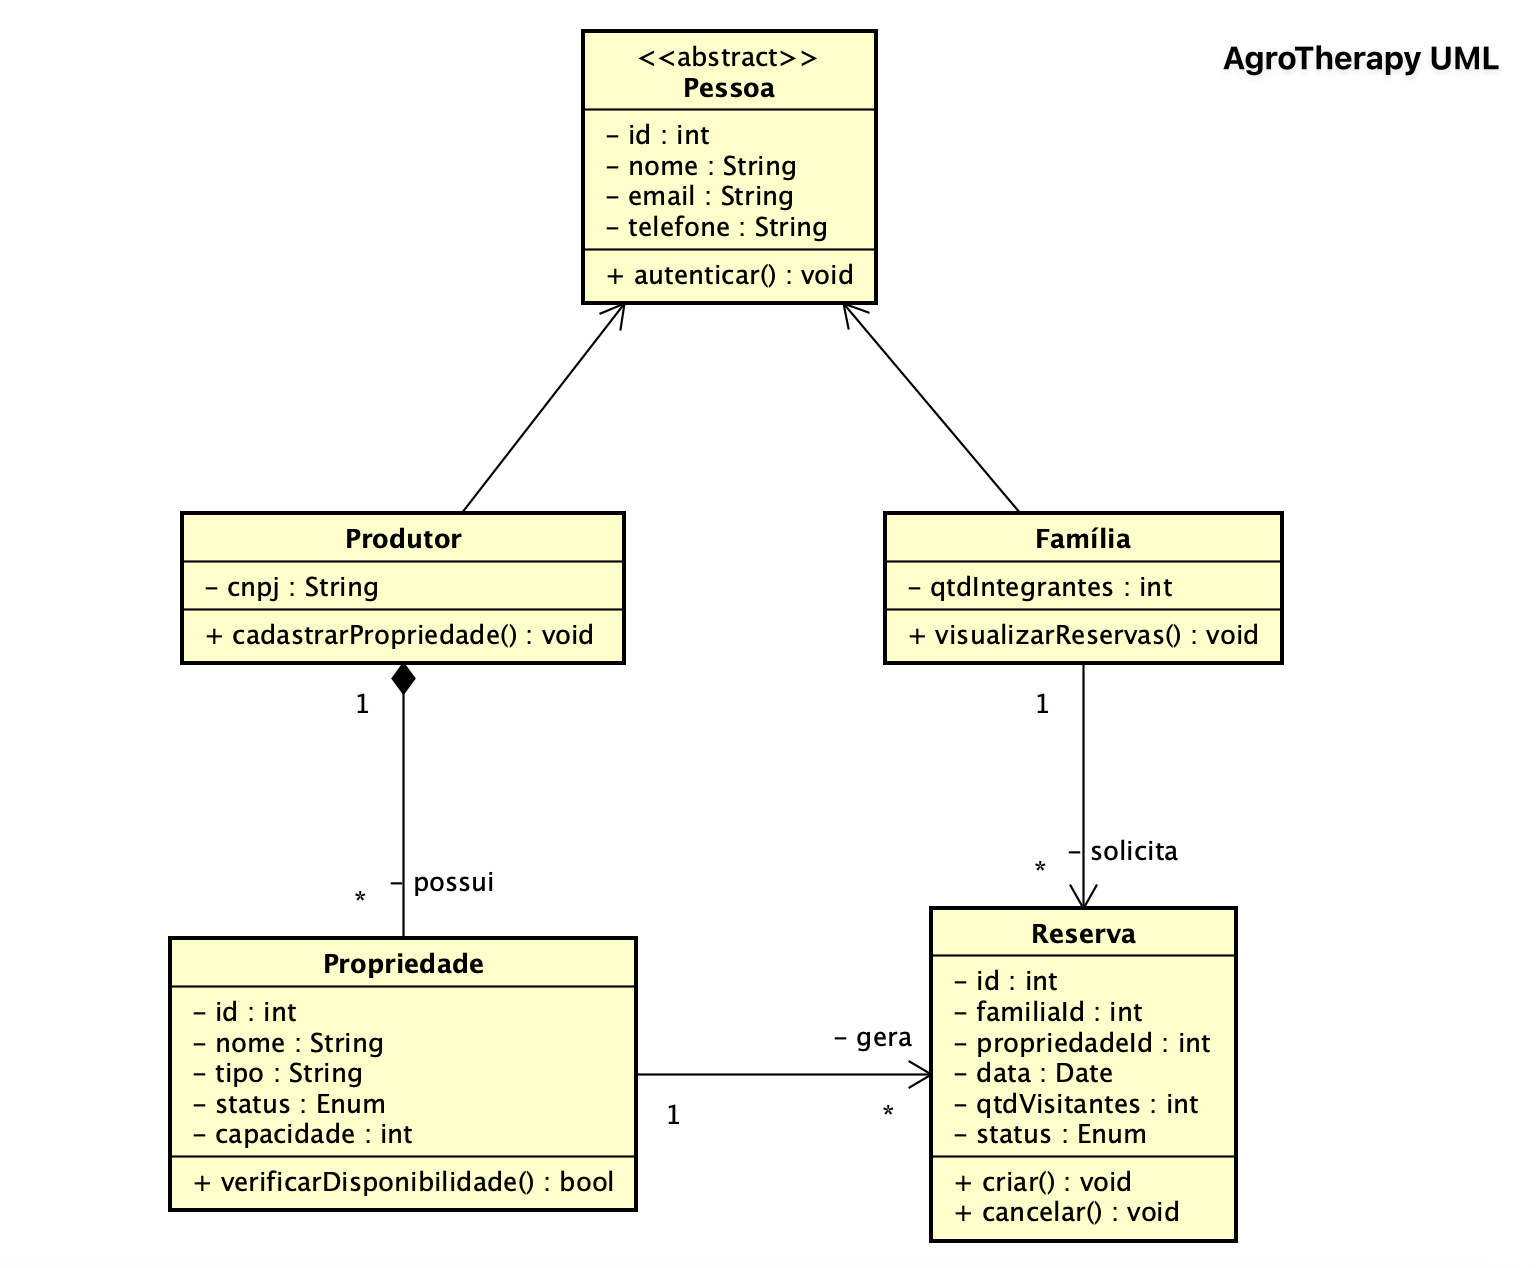 AgroTherapy UML
<<abstract>>
Pessoa
– id : int
– nome : String
– email : String
– telefone : String
+ autenticar() : void
Produtor
– cnpj : String
+ cadastrarPropriedade() : void
Família
– qtdIntegrantes : int
+ visualizarReservas() : void
1
1
– solicita
*
– possui
*
Propriedade
– id : int
– nome : String
– tipo : String
– status : Enum
– capacidade : int
+ verificarDisponibilidade() : bool
– gera
1
*
Reserva
– id : int
– familiaId : int
– propriedadeId : int
– data : Date
– qtdVisitantes : int
– status : Enum
+ criar() : void
+ cancelar() : void